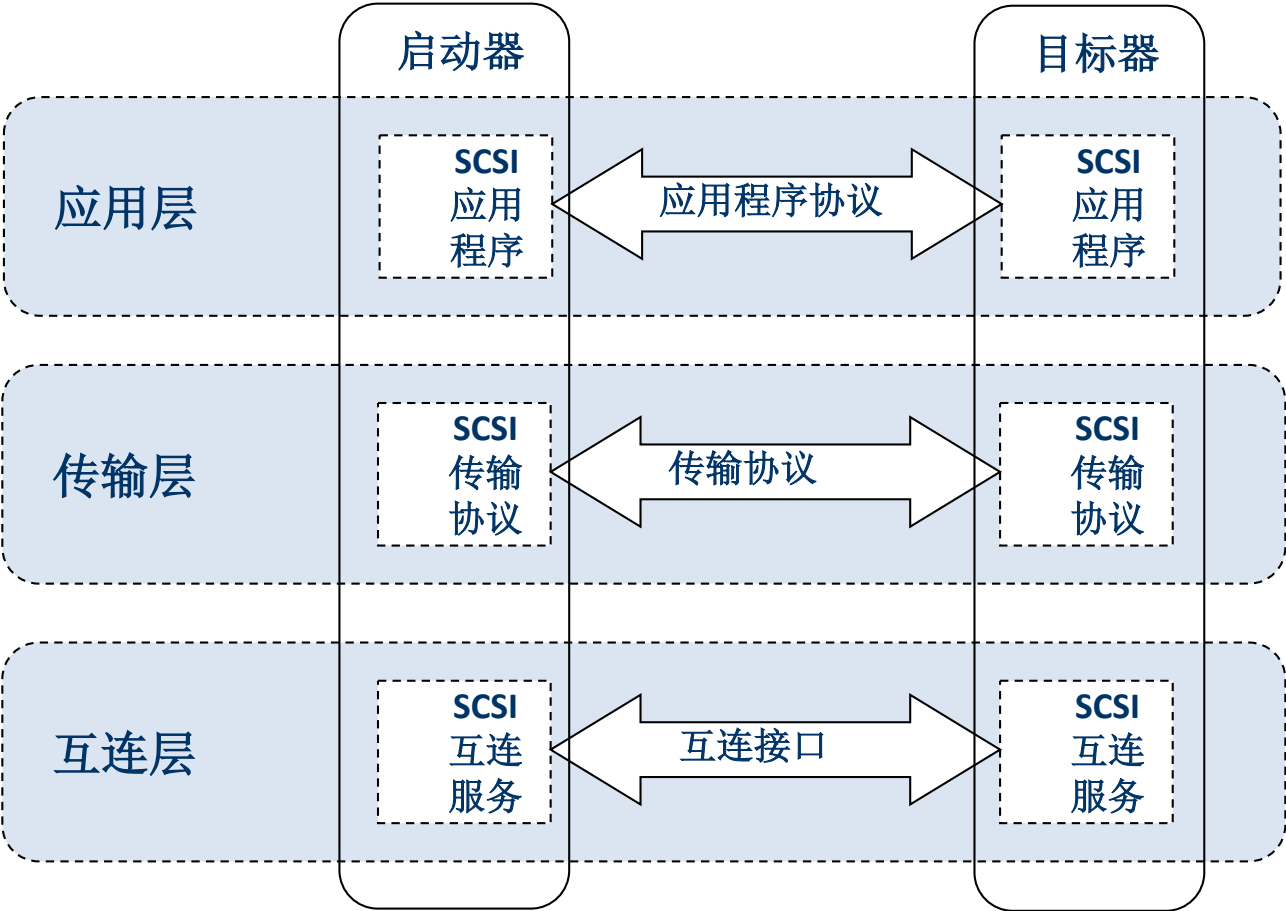 启动器
目标器
应用层
SCSI
应用
程序
应用程序协议
SCSI
应用
程序
传输层
SCSI
传输
协议
传输协议
SCSI
传输
协议
互连层
SCSI
互连
服务
互连接口
SCSI
互连
服务